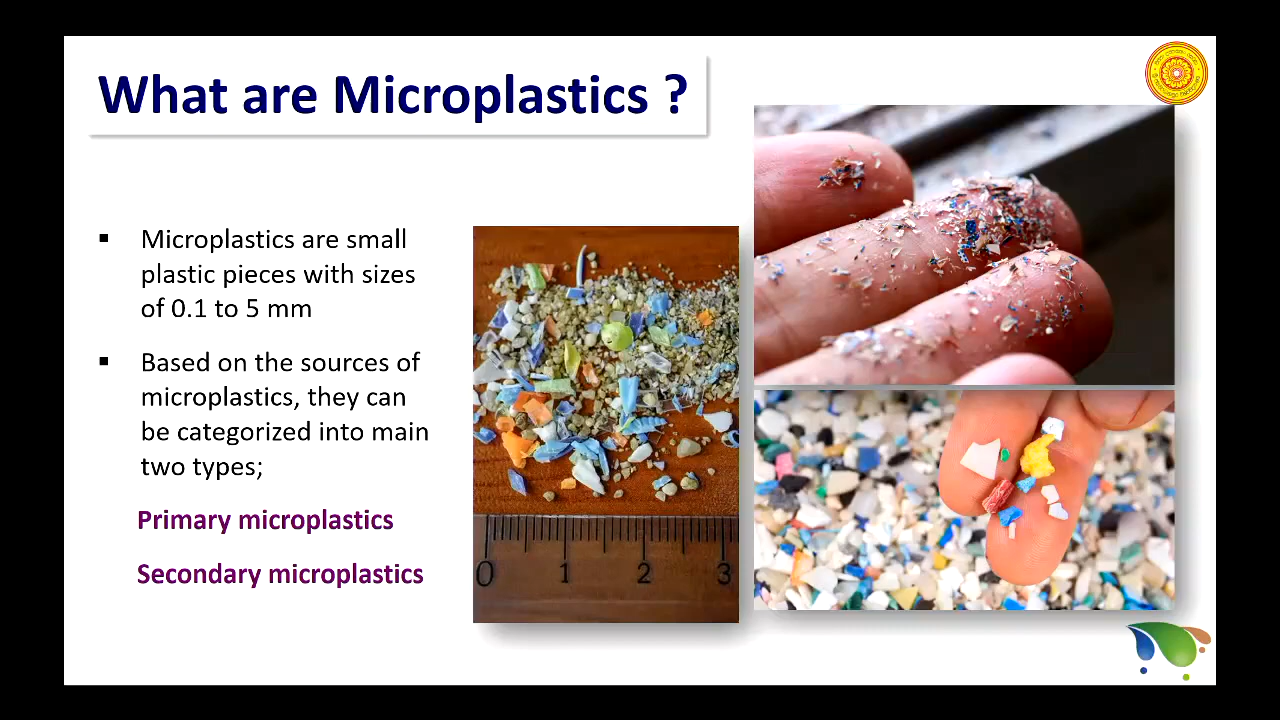 What are Microplastics ?
▪ Microplastics are small
plastic pieces with sizes
of 0.1 to 5 mm
▪ Based on the sources of
microplastics, they can
be categorized into main
two types;
Primary microplastics
Secondary microplastics
0 1 2 3